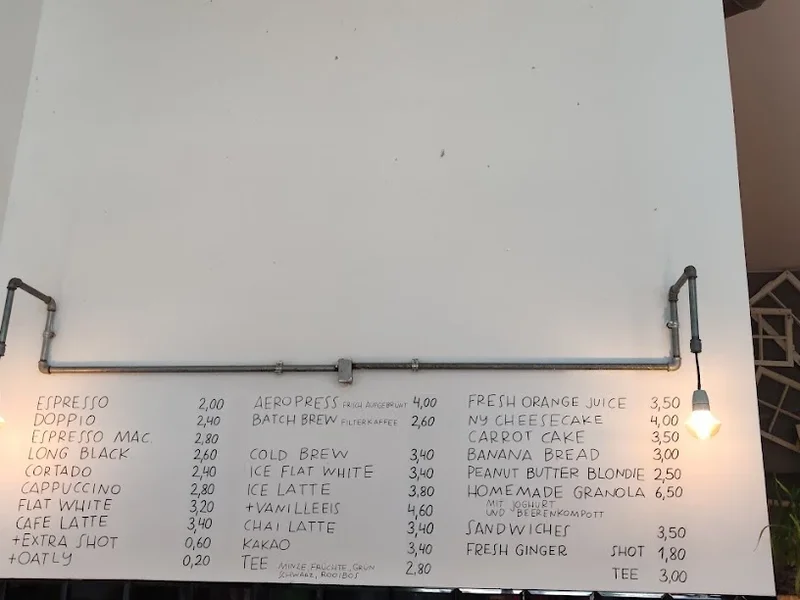 ESPRESSO 2,00
DOPPIO 2,40
ESPRESSO MAC. 2,80
LONG BLACK 2,60
CORTADO 2,40
CAPPUCCINO 2,80
FLAT WHITE 3,20
CAFE LATTE 3,40
+EXTRA SHOT 0,60
+OATLY 0,20
AEROPRESS FRISCH AUFGEBRÜHT 4,00
BATCH BREW FILTERKAFFEE 2,60
COLD BREW 3,40
ICE FLAT WHITE 3,40
ICE LATTE 3,80
+VANILLEEIS 4,60
CHAI LATTE 3,40
KAKAO 3,40
TEE MINZE, FRÜCHTE, GRÜN 2,80
SCHWARZ, ROOIBOS
FRESH ORANGE JUICE 3,50
NY CHEESECAKE 4,00
CARROT CAKE 3,50
BANANA BREAD 3,00
PEANUT BUTTER BLONDIE 2,50
HOMEMADE GRANOLA 6,50
MIT JOGHURT
UND BEERENKOMPOTT
SANDWICHES 3,50
FRESH GINGER SHOT 1,80
TEE 3,00